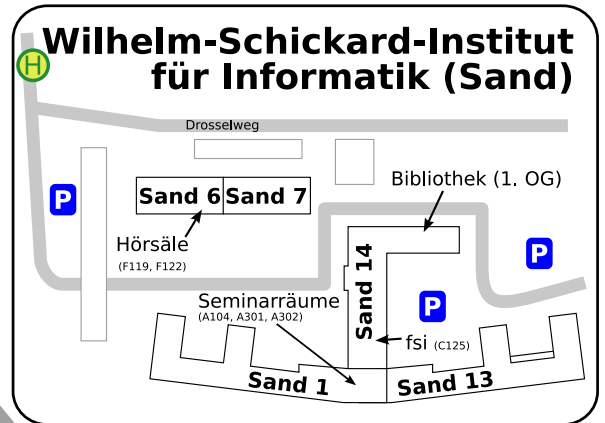 Wilhelm-Schickard-Institut
für Informatik (Sand)
H
Drosselweg
P
Sand 6
Sand 7
Bibliothek (1. OG)
Hörsäle
(F119, F122)
P
Sand 14
Seminarräume
(A104, A301, A302)
P
fsi (C125)
Sand 1
Sand 13